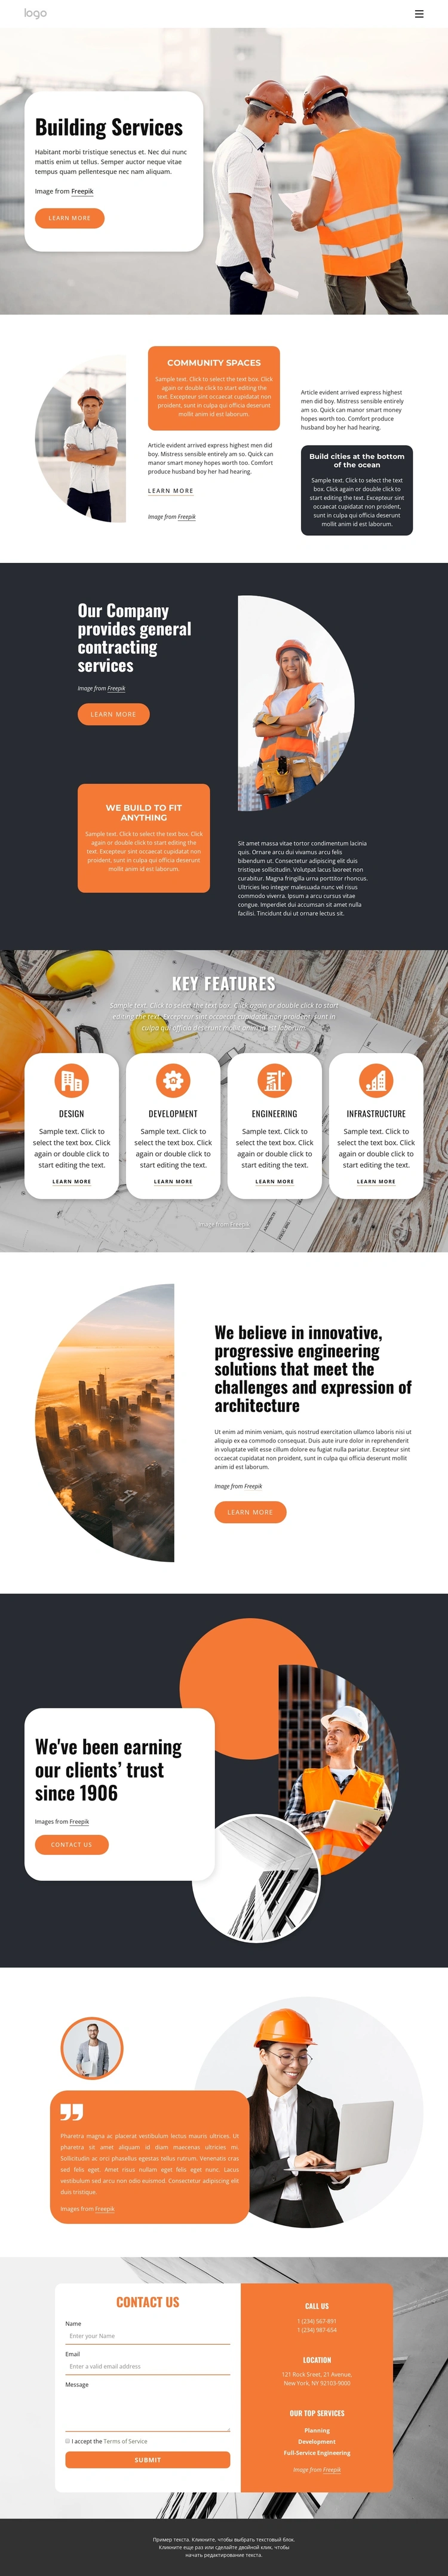 logo
Building Services
Habitant morbi tristique senectus et. Nec dui nunc
mattis enim ut tellus. Semper auctor neque vitae
tempus quam pellentesque nec nam aliquam.
Image from Freepik
LEARN MORE
COMMUNITY SPACES
Sample text. Click to select the text box. Click
again or double click to start editing the
text. Excepteur sint occaecat cupidatat non
proident, sunt in culpa qui officia deserunt
mollit anim id est laborum.
Article evident arrived express highest men did
boy. Mistress sensible entirely am so. Quick can
manor smart money hopes worth too. Comfort
produce husband boy her had hearing.
LEARN MORE
Image from Freepik
Article evident arrived express highest
men did boy. Mistress sensible entirely
am so. Quick can manor smart money
hopes worth too. Comfort produce
husband boy her had hearing.
Build cities at the bottom
of the ocean
Sample text. Click to select the text
box. Click again or double click to
start editing the text. Excepteur sint
occaecat cupidatat non proident,
sunt in culpa qui officia deserunt
mollit anim id est laborum.
Our Company
provides general
contracting
services
Image from Freepik
LEARN MORE
WE BUILD TO FIT
ANYTHING
Sample text. Click to select the text box. Click
again or double click to start editing the
text. Excepteur sint occaecat cupidatat non
proident, sunt in culpa qui officia deserunt
mollit anim id est laborum.
Sit amet massa vitae tortor condimentum lacinia
quis. Ornare arcu dui vivamus arcu felis
bibendum ut. Consectetur adipiscing elit duis
tristique sollicitudin. Volutpat lacus laoreet non
curabitur. Magna fringilla urna porttitor rhoncus.
Ultricies leo integer malesuada nunc vel risus
commodo viverra. Ipsum a arcu cursus vitae
congue. Imperdiet dui accumsan sit amet nulla
facilisi. Tincidunt dui ut ornare lectus sit.
KEY FEATURES
Sample text. Click to select the text box. Click again or double click to start
editing the text. Excepteur sint occaecat cupidatat non proident, sunt in
culpa qui officia deserunt mollit anim id est laborum.
DESIGN
Sample text. Click to
select the text box. Click
again or double click to
start editing the text.
LEARN MORE
DEVELOPMENT
Sample text. Click to
select the text box. Click
again or double click to
start editing the text.
LEARN MORE
ENGINEERING
Sample text. Click to
select the text box. Click
again or double click to
start editing the text.
LEARN MORE
INFRASTRUCTURE
Sample text. Click to
select the text box. Click
again or double click to
start editing the text.
LEARN MORE
Image from Freepik
We believe in innovative,
progressive engineering
solutions that meet the
challenges and expression of
architecture
Ut enim ad minim veniam, quis nostrud exercitation ullamco laboris nisi ut
aliquip ex ea commodo consequat. Duis aute irure dolor in reprehenderit
in voluptate velit esse cillum dolore eu fugiat nulla pariatur. Excepteur sint
occaecat cupidatat non proident, sunt in culpa qui officia deserunt mollit
anim id est laborum.
Image from Freepik
LEARN MORE
We've been earning
our clients’ trust
since 1906
Images from Freepik
CONTACT US
Pharetra magna ac placerat vestibulum lectus mauris ultrices. Ut
pharetra sit amet aliquam id diam maecenas ultricies mi.
Sollicitudin ac orci phasellus egestas tellus rutrum. Venenatis cras
sed felis eget. Amet risus nullam eget felis eget nunc. Lacus
vestibulum sed arcu non odio euismod. Consectetur adipiscing elit
duis tristique.
Images from Freepik
CONTACT US
Name
Enter your Name
Email
Enter a valid email address
Message
I accept the Terms of Service
SUBMIT
CALL US
1 (234) 567-891,
1 (234) 987-654
LOCATION
121 Rock Sreet, 21 Avenue,
New York, NY 92103-9000
OUR TOP SERVICES
Planning
Development
Full-Service Engineering
Image from Freepik
Пример текста. Кликните, чтобы выбрать текстовый блок.
Кликните еще раз или сделайте двойной клик, чтобы
начать редактирование текста.